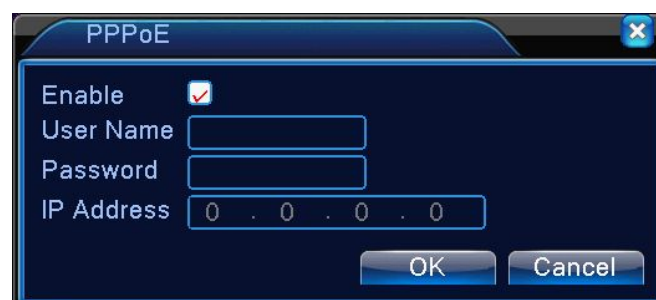 PPPoE
Enable
User Name
Password
IP Address 0 . 0 . 0 . 0
OK Cancel